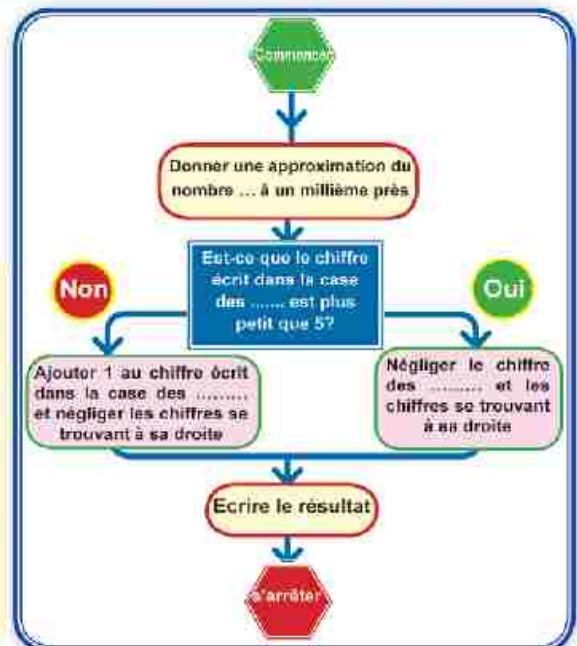 Commencer
Donner une approximation du
nombre ... à un millième près
Est-ce que le chiffre
écrit dans la case
des ....... est plus
petit que 5?
Non
Oui
Ajouter 1 au chiffre écrit
dans la case des .........
et négliger les chiffres se
trouvant à sa droite
Négliger le chiffre
des .......... et les
chiffres se trouvant
à sa droite
Ecrire le résultat
s'arrêter